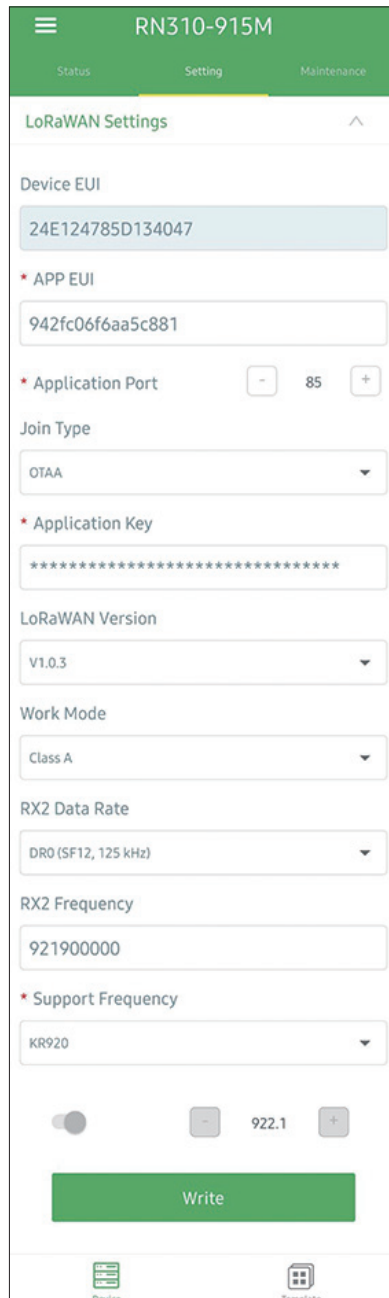 RN310-915M
Status Setting Maintenance
LoRaWAN Settings
Device EUI
24E124785D134047
* APP EUI
942fc06f6aa5c881
* Application Port - 85 +
Join Type
OTAA
* Application Key
********************************
LoRaWAN Version
V1.0.3
Work Mode
Class A
RX2 Data Rate
DR0 (SF12, 125 kHz)
RX2 Frequency
921900000
* Support Frequency
KR920
- 922.1 +
Write
Device Template